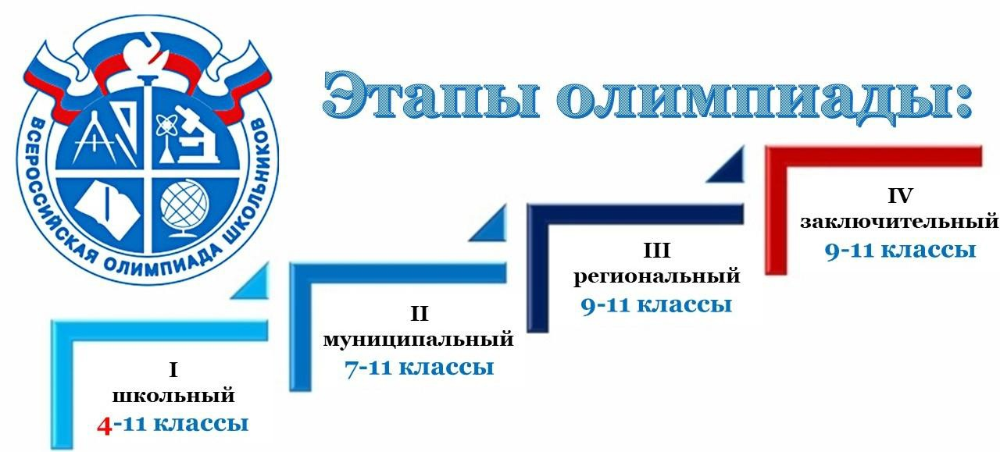 ВСЕРОССИЙСКАЯ ОЛИМПИАДА ШКОЛЬНИКОВ
Этапы олимпиады:
I
школьный
4-11 классы
II
муниципальный
7-11 классы
III
региональный
9-11 классы
IV
заключительный
9-11 классы